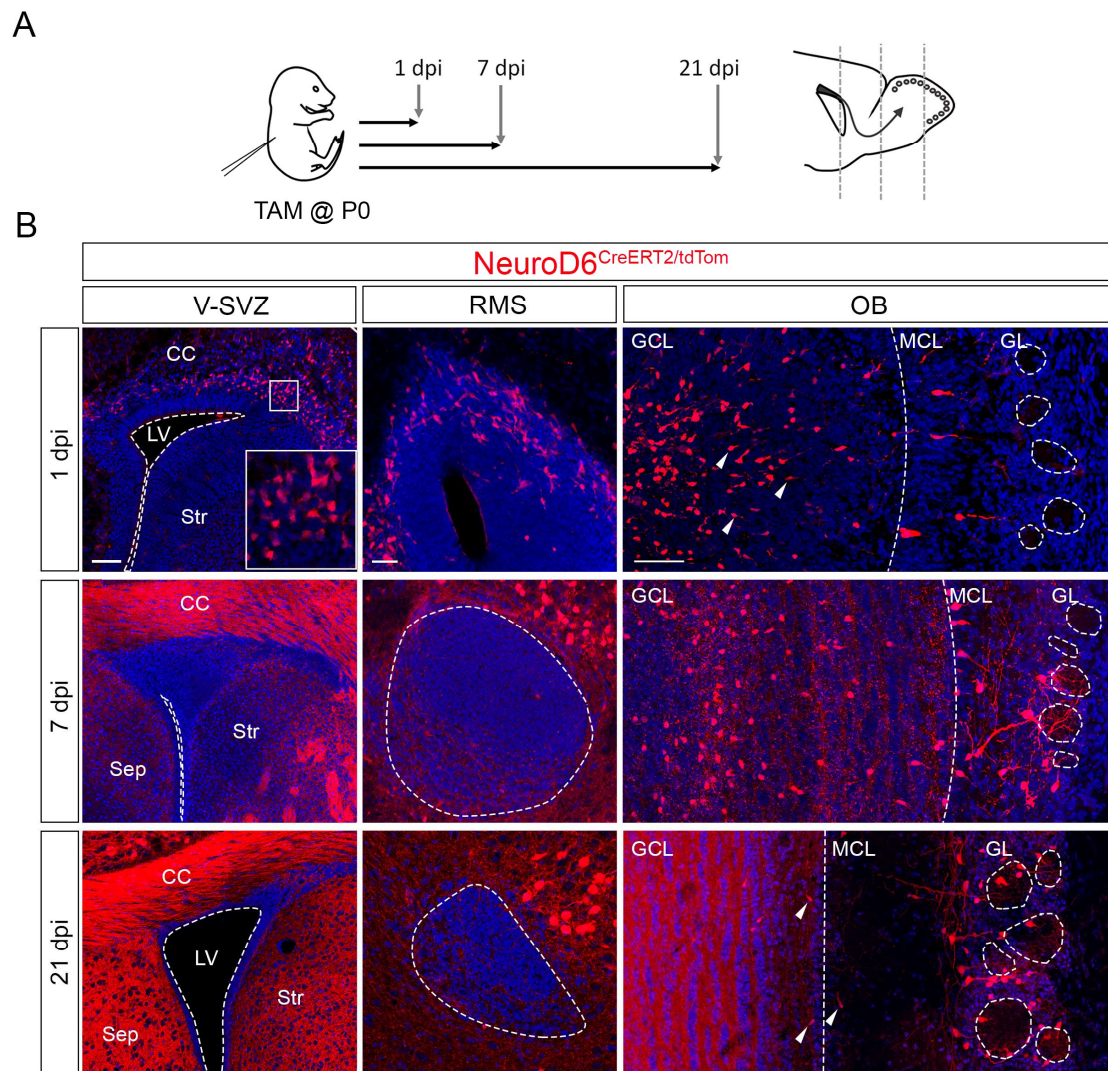 A
1 dpi
7 dpi
21 dpi
TAM @ P0
B
NeuroD6CreERT2/tdTom
V-SVZ
RMS
OB
1 dpi
CC
LV
Str
GCL
MCL
GL
7 dpi
CC
Sep
Str
GCL
MCL
GL
21 dpi
CC
LV
Sep
Str
GCL
MCL
GL